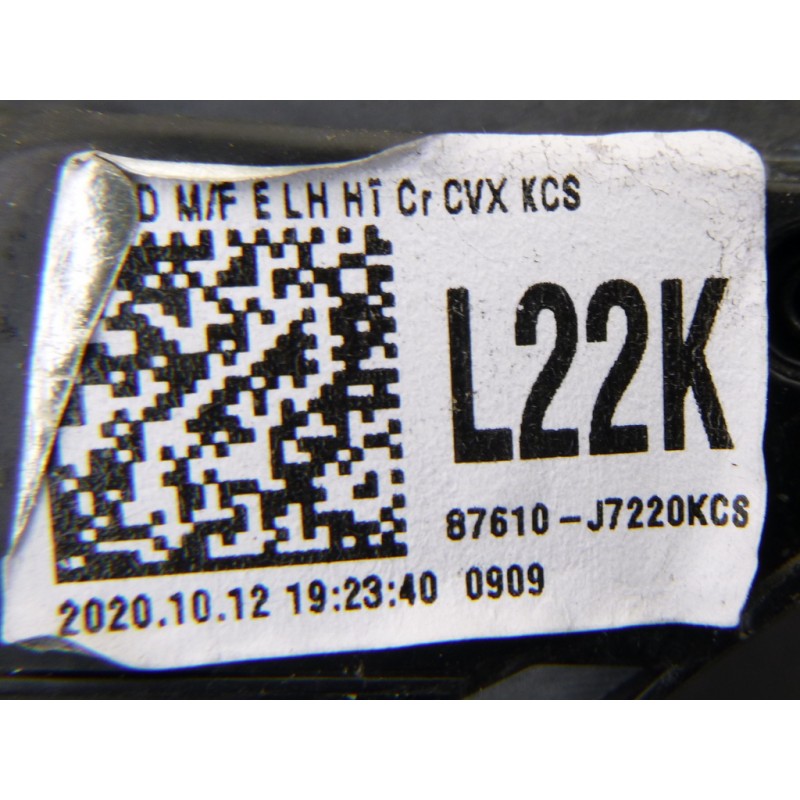 D M/F E LH HT Cr CVX KCS
L22K
87610-J7220KCS
2020.10.12 19:23:40 0909